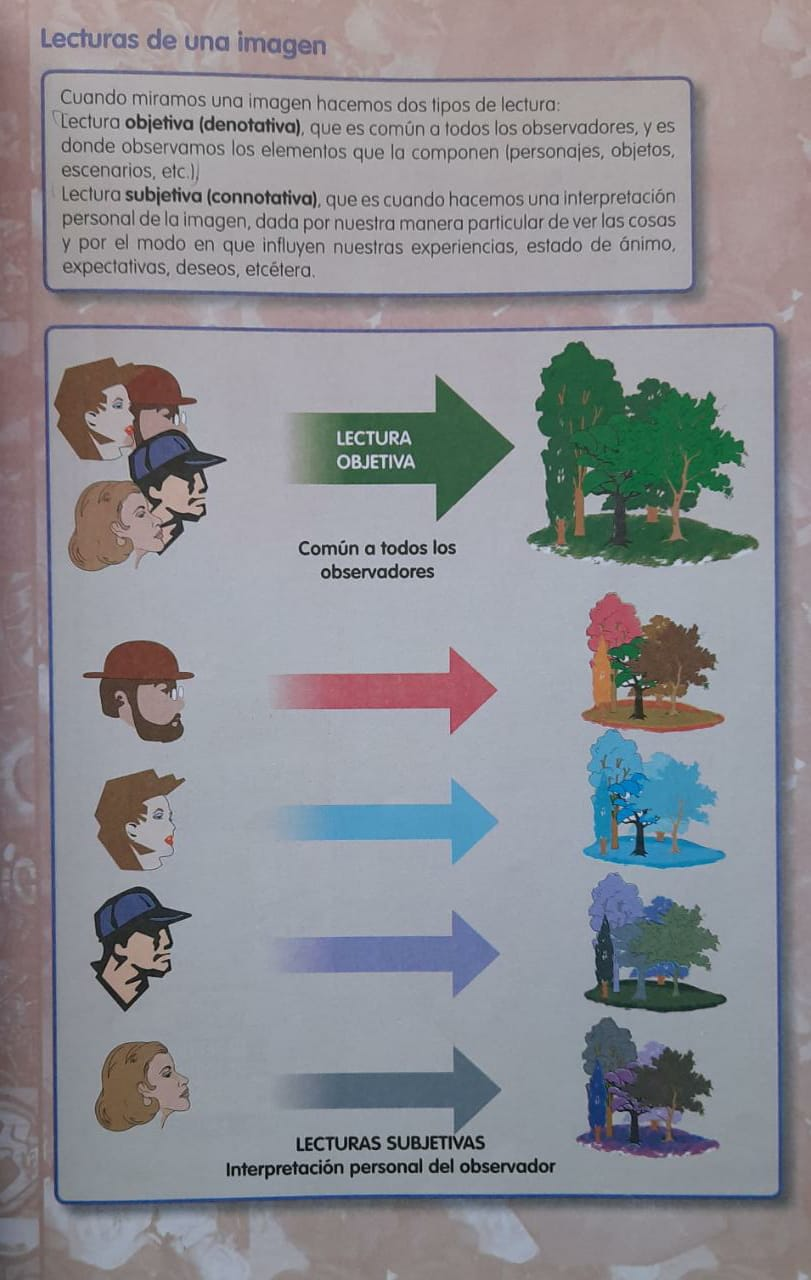 Lecturas de una imagen
Cuando miramos una imagen hacemos dos tipos de lectura:
Lectura objetiva (denotativa), que es común a todos los observadores, y es
donde observamos los elementos que la componen (personajes, objetos,
escenarios, etc.)
Lectura subjetiva (connotativa), que es cuando hacemos una interpretación
personal de la imagen, dada por nuestra manera particular de ver las cosas
y por el modo en que influyen nuestras experiencias, estado de ánimo,
expectativas, deseos, etcétera.
LECTURA
OBJETIVA
Común a todos los
observadores
LECTURAS SUBJETIVAS
Interpretación personal del observador